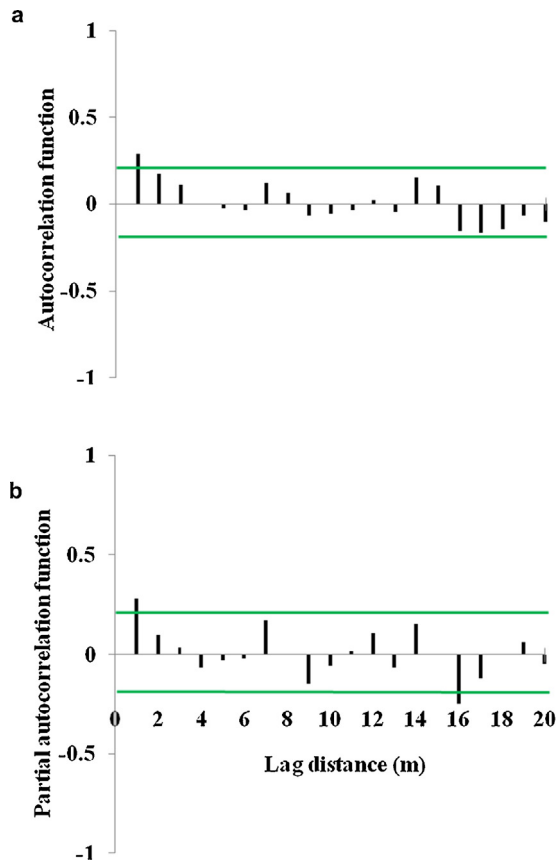 a
Autocorrelation function
1
0.5
0
-0.5
-1
b
Partial autocorrelation function
1
0.5
0
-0.5
-1
0 2 4 6 8 10 12 14 16 18 20
Lag distance (m)